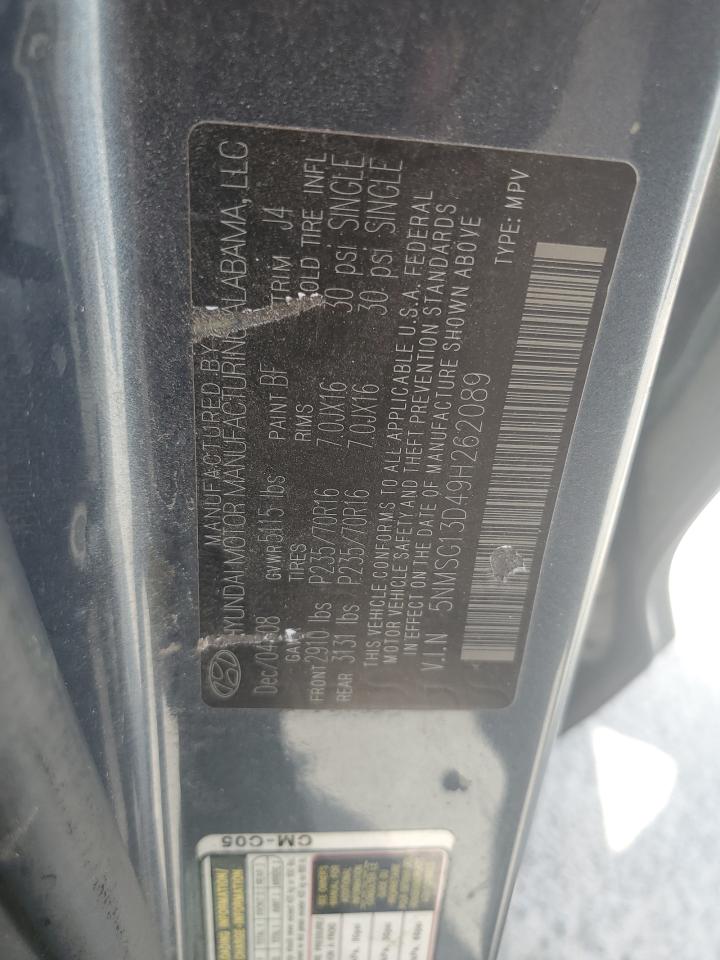 MANUFACTURED BY
HYUNDAI MOTOR MANUFACTURING ALABAMA, LLC
Dec/04/08 GVWR 5115 lbs PAINT BF TRIM J4
TIRES RIMS COLD TIRE INFL
FRONT 2910 lbs P235/70R16 7.0JX16 30 psi SINGLE
REAR 3131 lbs P235/70R16 7.0JX16 30 psi SINGLE
THIS VEHICLE CONFORMS TO ALL APPLICABLE U.S.A. FEDERAL
MOTOR VEHICLE SAFETY AND THEFT PREVENTION STANDARDS
IN EFFECT ON THE DATE OF MANUFACTURE SHOWN ABOVE
V.I.N 5NMSG13D49H262089
TYPE: MPV
CM-C05